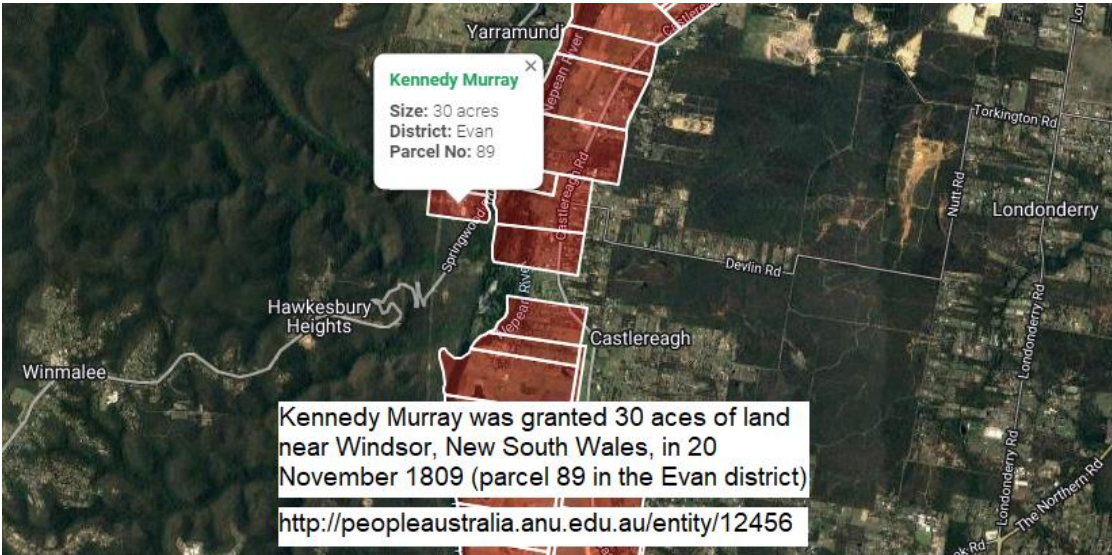 Yarramundi
Castlereag
Nepean River
×
Kennedy Murray
Size: 30 acres
District: Evan
Parcel No: 89
Torkington Rd
Castlereagh Rd
Nutt Rd
Londonderry
Springwood
Devlin Rd
Hawkesbury
Heights
Nepean River
Castlereagh
Winmalee
Londonderry Rd
Londonderry Rd
The Northern Rd
Kennedy Murray was granted 30 aces of land
near Windsor, New South Wales, in 20
November 1809 (parcel 89 in the Evan district)
http://peopleaustralia.anu.edu.au/entity/12456